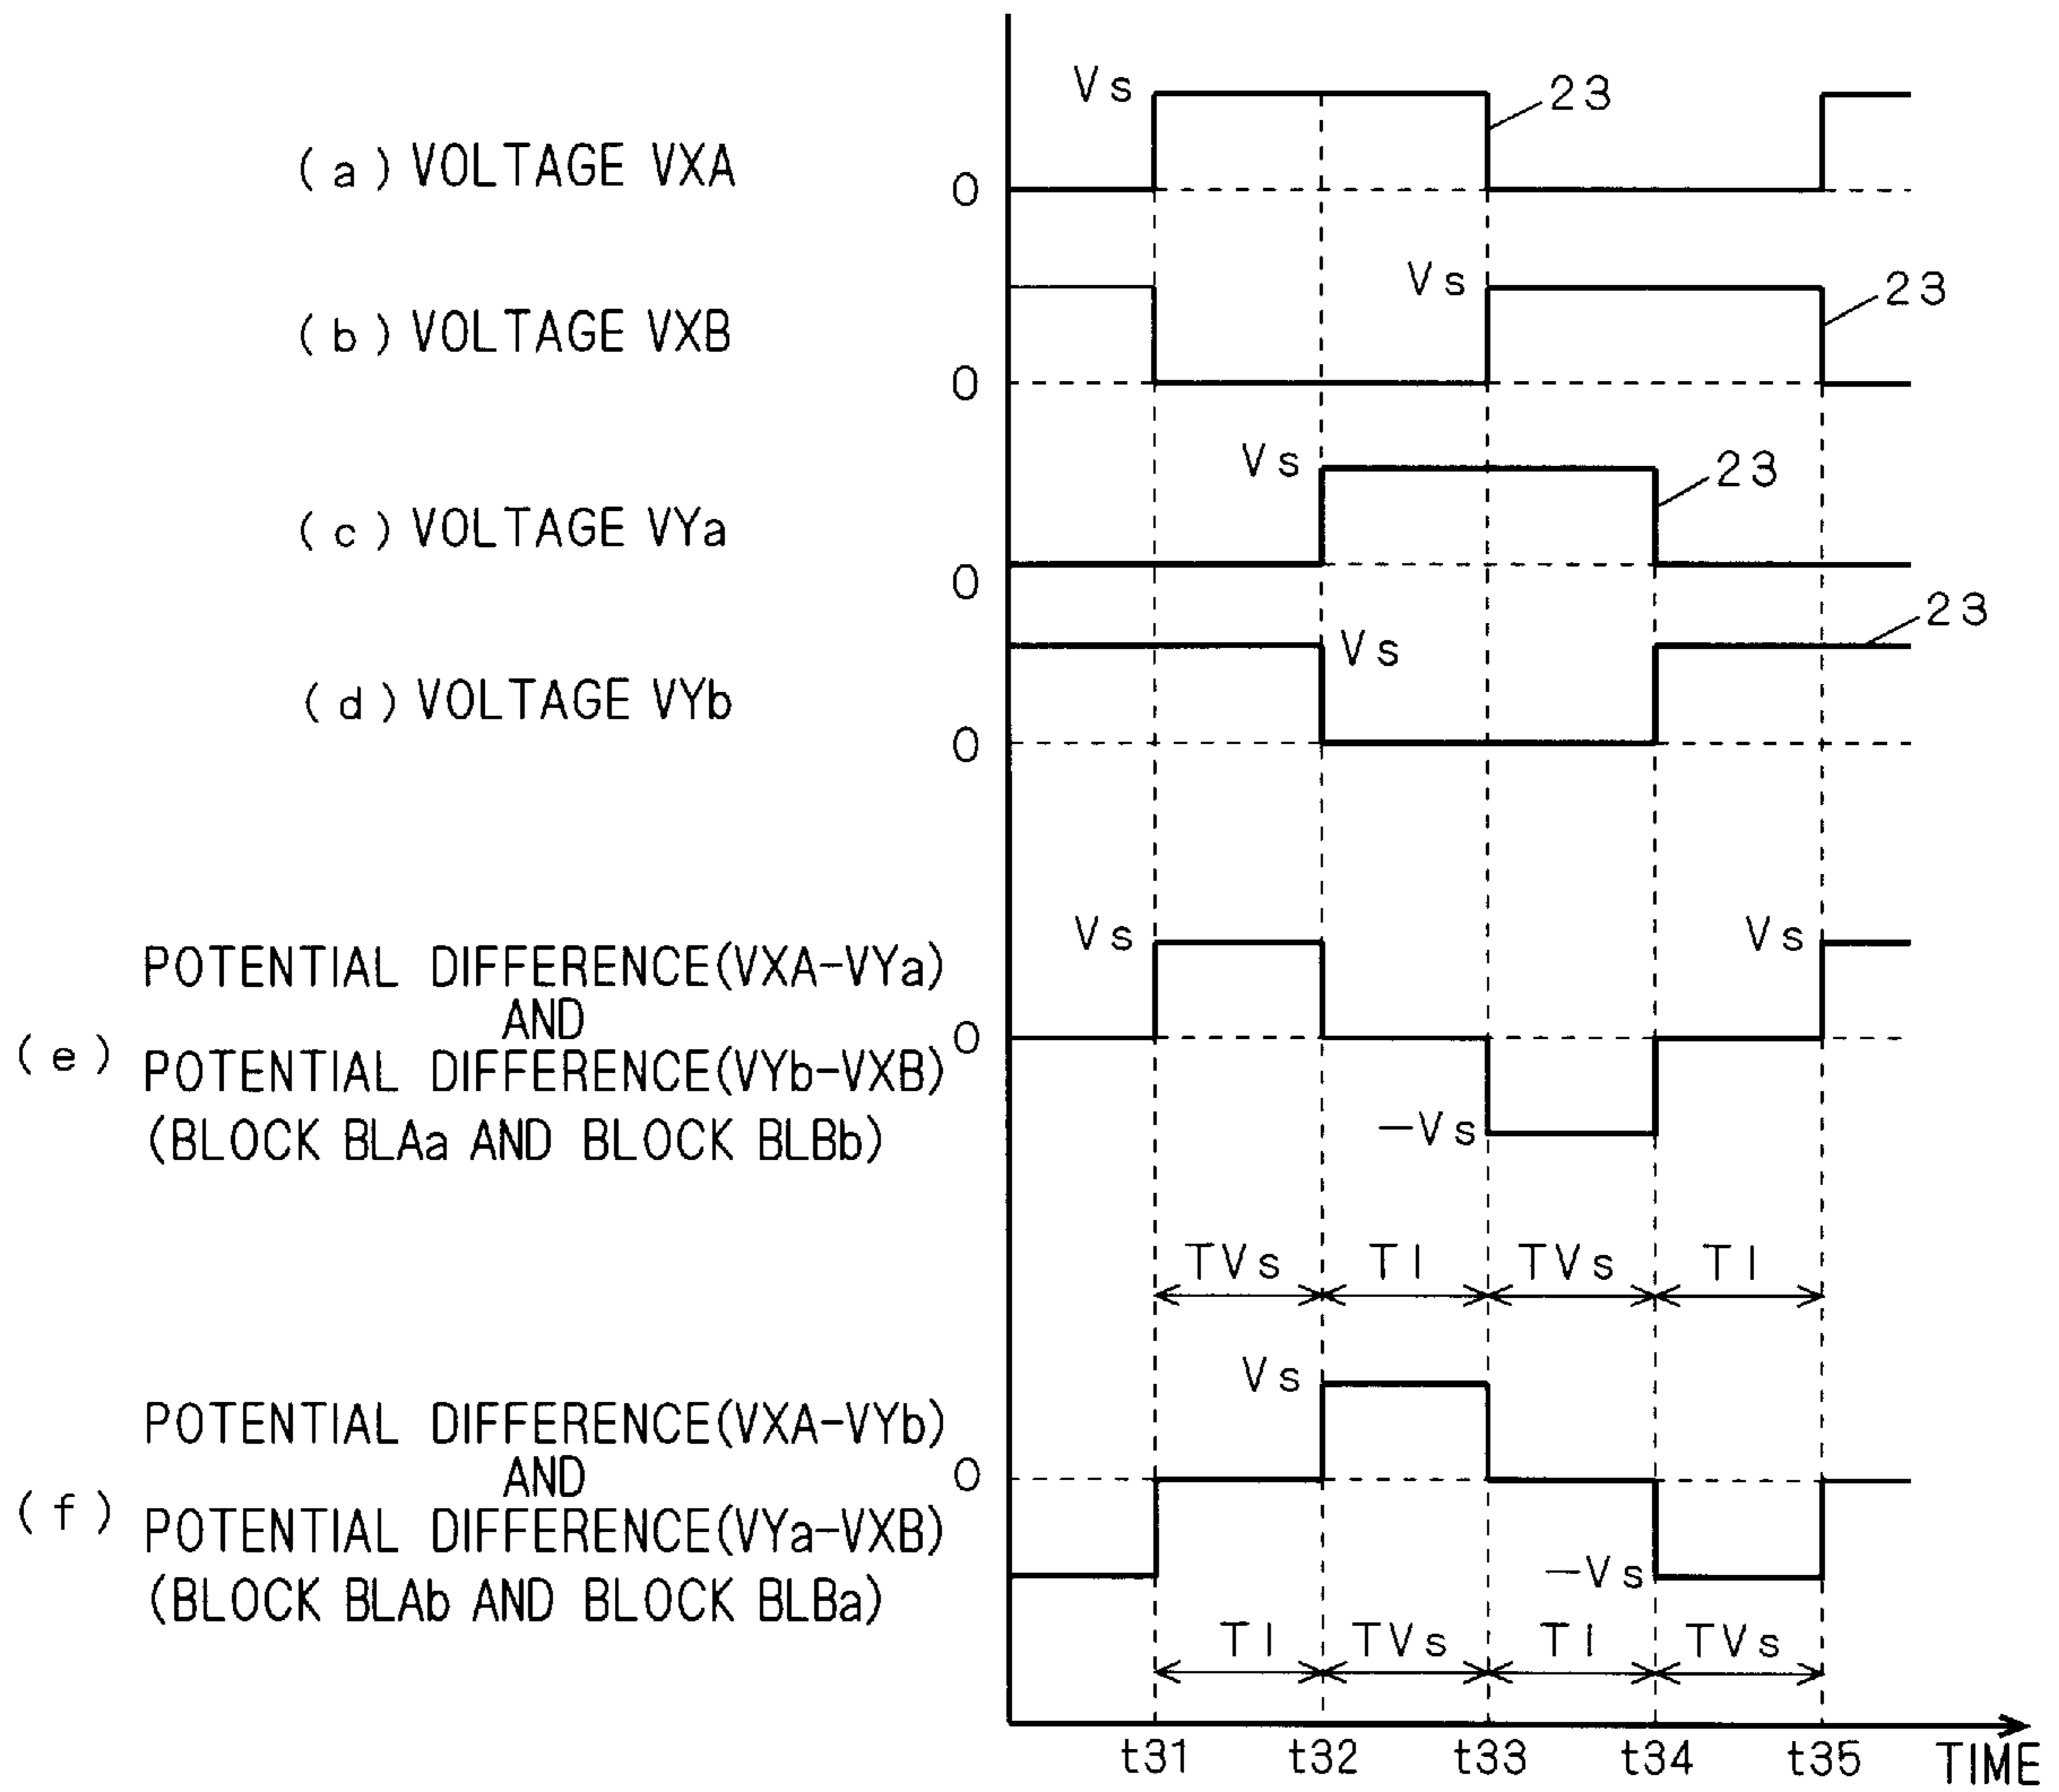 Vs
23
(a) VOLTAGE VXA
0
Vs
23
(b) VOLTAGE VXB
0
Vs
23
(c) VOLTAGE VYa
0
23
Vs
(d) VOLTAGE VYb
0
Vs
Vs
POTENTIAL DIFFERENCE(VXA-VYa)
AND
0
(e) POTENTIAL DIFFERENCE(VYb-VXB)
(BLOCK BLAa AND BLOCK BLBb)
-Vs
TVs TI TVs TI
Vs
POTENTIAL DIFFERENCE(VXA-VYb)
AND
0
(f) POTENTIAL DIFFERENCE(VYa-VXB)
(BLOCK BLAb AND BLOCK BLBa)
-Vs
TI TVs TI TVs
t31 t32 t33 t34 t35 TIME